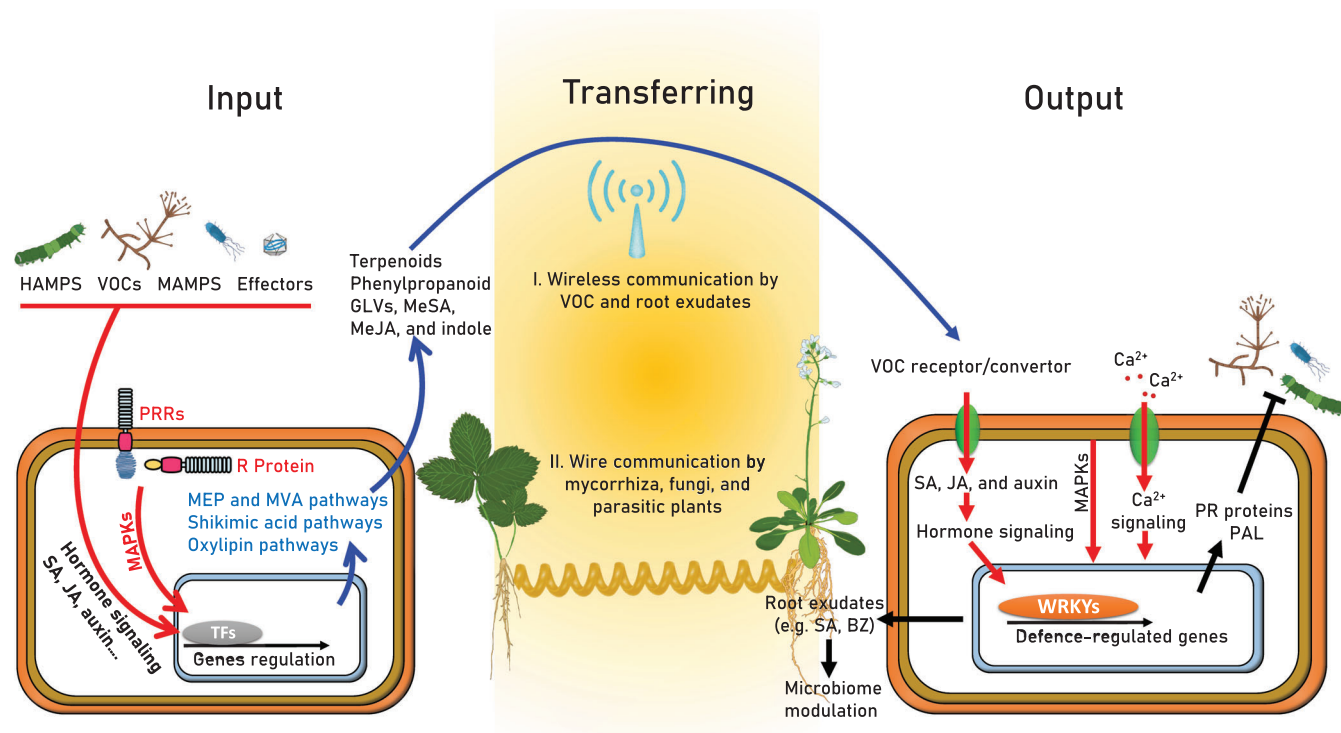 Input
Transferring
Output
HAMPS VOCs MAMPS Effectors
PRRs
R Protein
MAPKs
Hormone signaling
SA, JA, auxin....
MEP and MVA pathways
Shikimic acid pathways
Oxylipin pathways
TFs
Genes regulation
Terpenoids
Phenylpropanoid
GLVs, MeSA,
MeJA, and indole
I. Wireless communication by
VOC and root exudates
II. Wire communication by
mycorrhiza, fungi, and
parasitic plants
Root exudates
(e.g. SA, BZ)
Microbiome
modulation
VOC receptor/convertor
Ca2+
Ca2+
SA, JA, and auxin
Hormone signaling
MAPKs
Ca2+
signaling
PR proteins
PAL
WRKYs
Defence-regulated genes